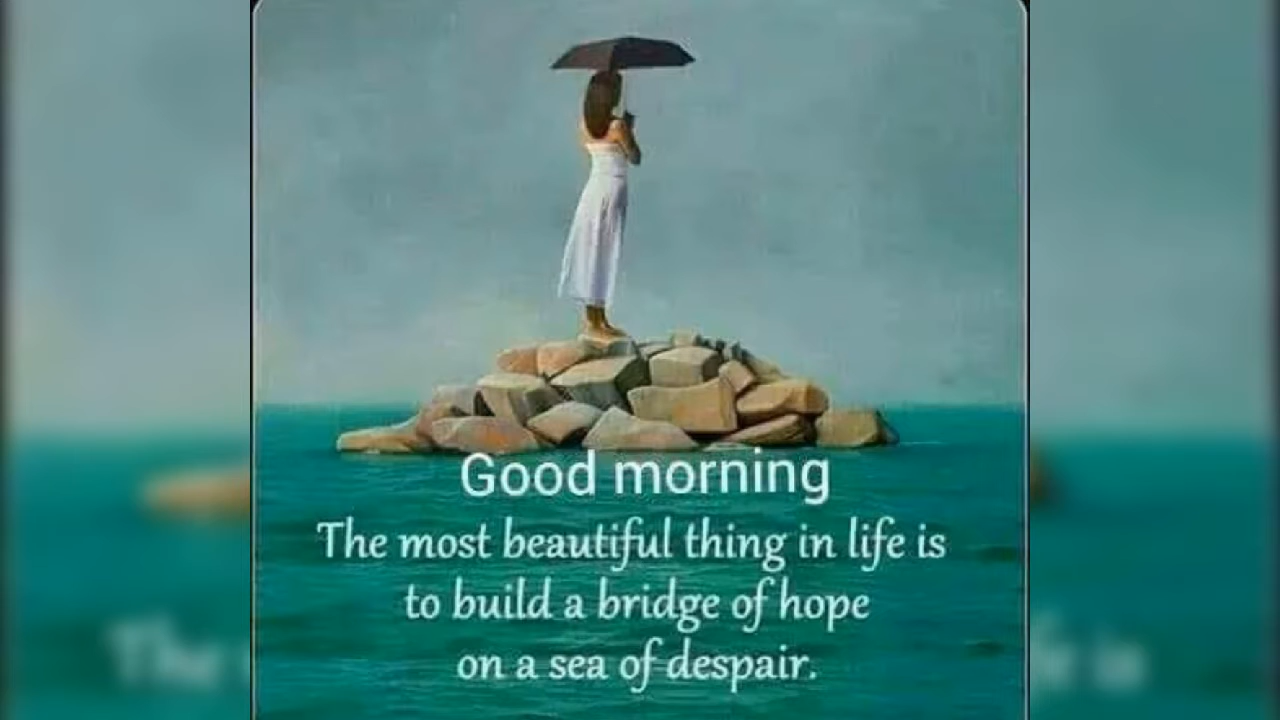 Good morning
The most beautiful thing in life is
to build a bridge of hope
on a sea of despair.